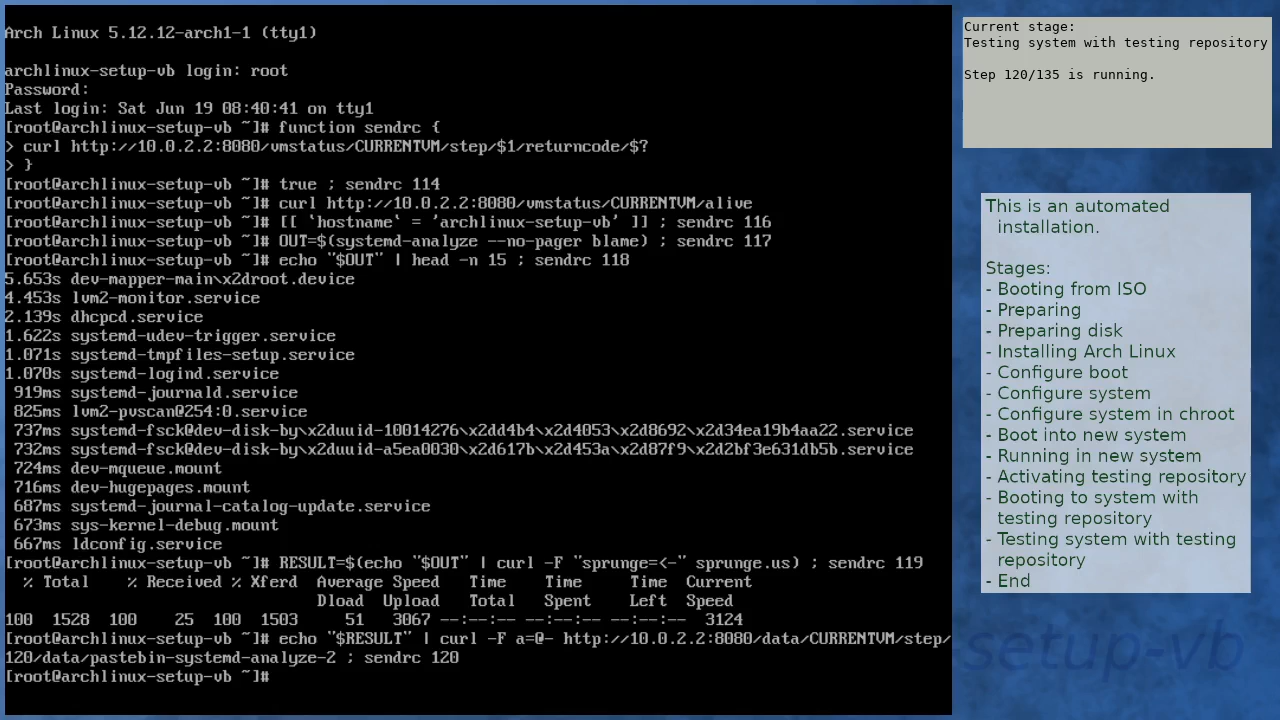 Arch Linux 5.12.12-arch1-1 (tty1)
archlinux-setup-vb login: root
Password:
Last login: Sat Jun 19 08:40:41 on tty1
[root@archlinux-setup-vb ~]# function sendrc {
> curl http://10.0.2.2:8080/vmstatus/CURRENTVM/step/$1/returncode/$?
> }
[root@archlinux-setup-vb ~]# true ; sendrc 114
[root@archlinux-setup-vb ~]# curl http://10.0.2.2:8080/vmstatus/CURRENTVM/alive
[root@archlinux-setup-vb ~]# [[ `hostname` = 'archlinux-setup-vb' ]] ; sendrc 116
[root@archlinux-setup-vb ~]# OUT=$(systemd-analyze --no-pager blame) ; sendrc 117
[root@archlinux-setup-vb ~]# echo "$OUT" | head -n 15 ; sendrc 118
5.653s dev-mapper-main\x2droot.device
4.453s lvm2-monitor.service
2.139s dhcpcd.service
1.622s systemd-udev-trigger.service
1.071s systemd-tmpfiles-setup.service
1.070s systemd-logind.service
919ms systemd-journald.service
825ms lvm2-pvscan@254:0.service
737ms systemd-fsck@dev-disk-by\x2duuid-10014276\x2dd4b4\x2d4053\x2d8692\x2d34ea19b4aa22.service
732ms systemd-fsck@dev-disk-by\x2duuid-a5ea0030\x2d617b\x2d453a\x2d87f9\x2d2bf3e631db5b.service
724ms dev-mqueue.mount
716ms dev-hugepages.mount
687ms systemd-journal-catalog-update.service
673ms sys-kernel-debug.mount
667ms ldconfig.service
[root@archlinux-setup-vb ~]# RESULT=$(echo "$OUT" | curl -F "sprunge=<-" sprunge.us) ; sendrc 119
% Total % Received % Xferd Average Speed Time Time Time Current
Dload Upload Total Spent Left Speed
100 1528 100 25 100 1503 51 3067 --:--:-- --:--:-- --:--:-- 3124
[root@archlinux-setup-vb ~]# echo "$RESULT" | curl -F a=@- http://10.0.2.2:8080/data/CURRENTVM/step/
120/data/pastebin-systemd-analyze-2 ; sendrc 120
[root@archlinux-setup-vb ~]#
Current stage:
Testing system with testing repository
Step 120/135 is running.
This is an automated
installation.
Stages:
- Booting from ISO
- Preparing
- Preparing disk
- Installing Arch Linux
- Configure boot
- Configure system
- Configure system in chroot
- Boot into new system
- Running in new system
- Activating testing repository
- Booting to system with
testing repository
- Testing system with testing
repository
- End
setup-vb